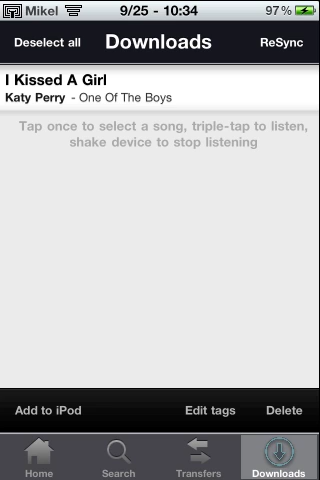 Mikel 9/25 - 10:34 97%
Deselect all Downloads ReSync
I Kissed A Girl
Katy Perry - One Of The Boys
Tap once to select a song, triple-tap to listen,
shake device to stop listening
Add to iPod Edit tags Delete
Home Search Transfers Downloads